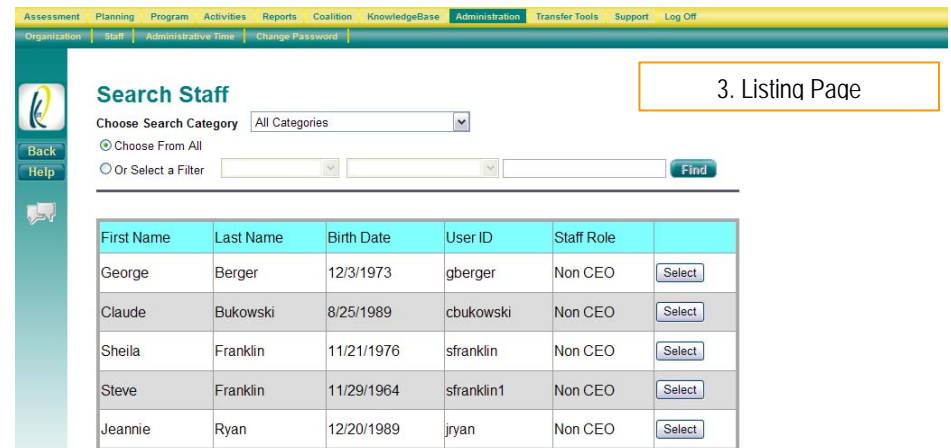 Assessment Planning Program Activities Reports Coalition KnowledgeBase Administration Transfer Tools Support Log Off
Organization Staff Administrative Time Change Password
3. Listing Page
Search Staff
Choose Search Category All Categories
Choose From All
Or Select a Filter Find
Back
Help
First Name Last Name Birth Date User ID Staff Role
George Berger 12/3/1973 gberger Non CEO Select
Claude Bukowski 8/25/1989 cbukowski Non CEO Select
Sheila Franklin 11/21/1976 sfranklin Non CEO Select
Steve Franklin 11/29/1964 sfranklin1 Non CEO Select
Jeannie Ryan 12/20/1989 jryan Non CEO Select